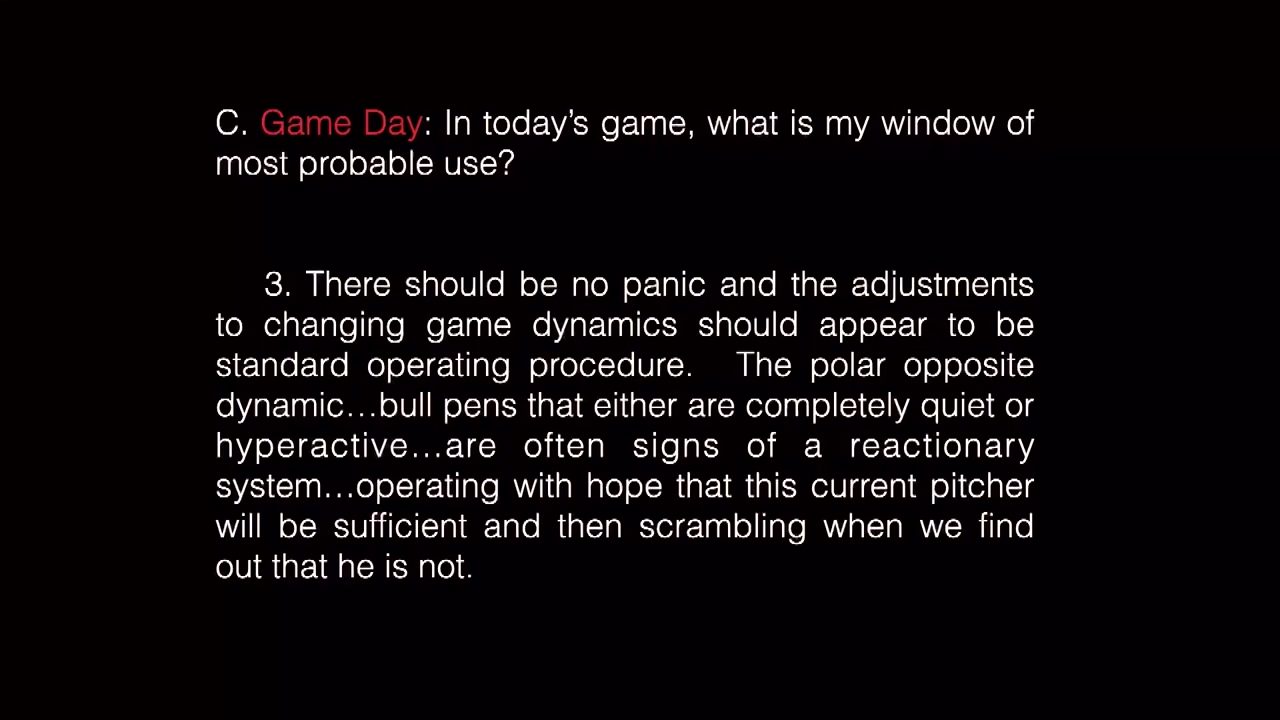 C. Game Day: In today’s game, what is my window of
most probable use?
3. There should be no panic and the adjustments
to changing game dynamics should appear to be
standard operating procedure. The polar opposite
dynamic…bull pens that either are completely quiet or
hyperactive…are often signs of a reactionary
system…operating with hope that this current pitcher
will be sufficient and then scrambling when we find
out that he is not.